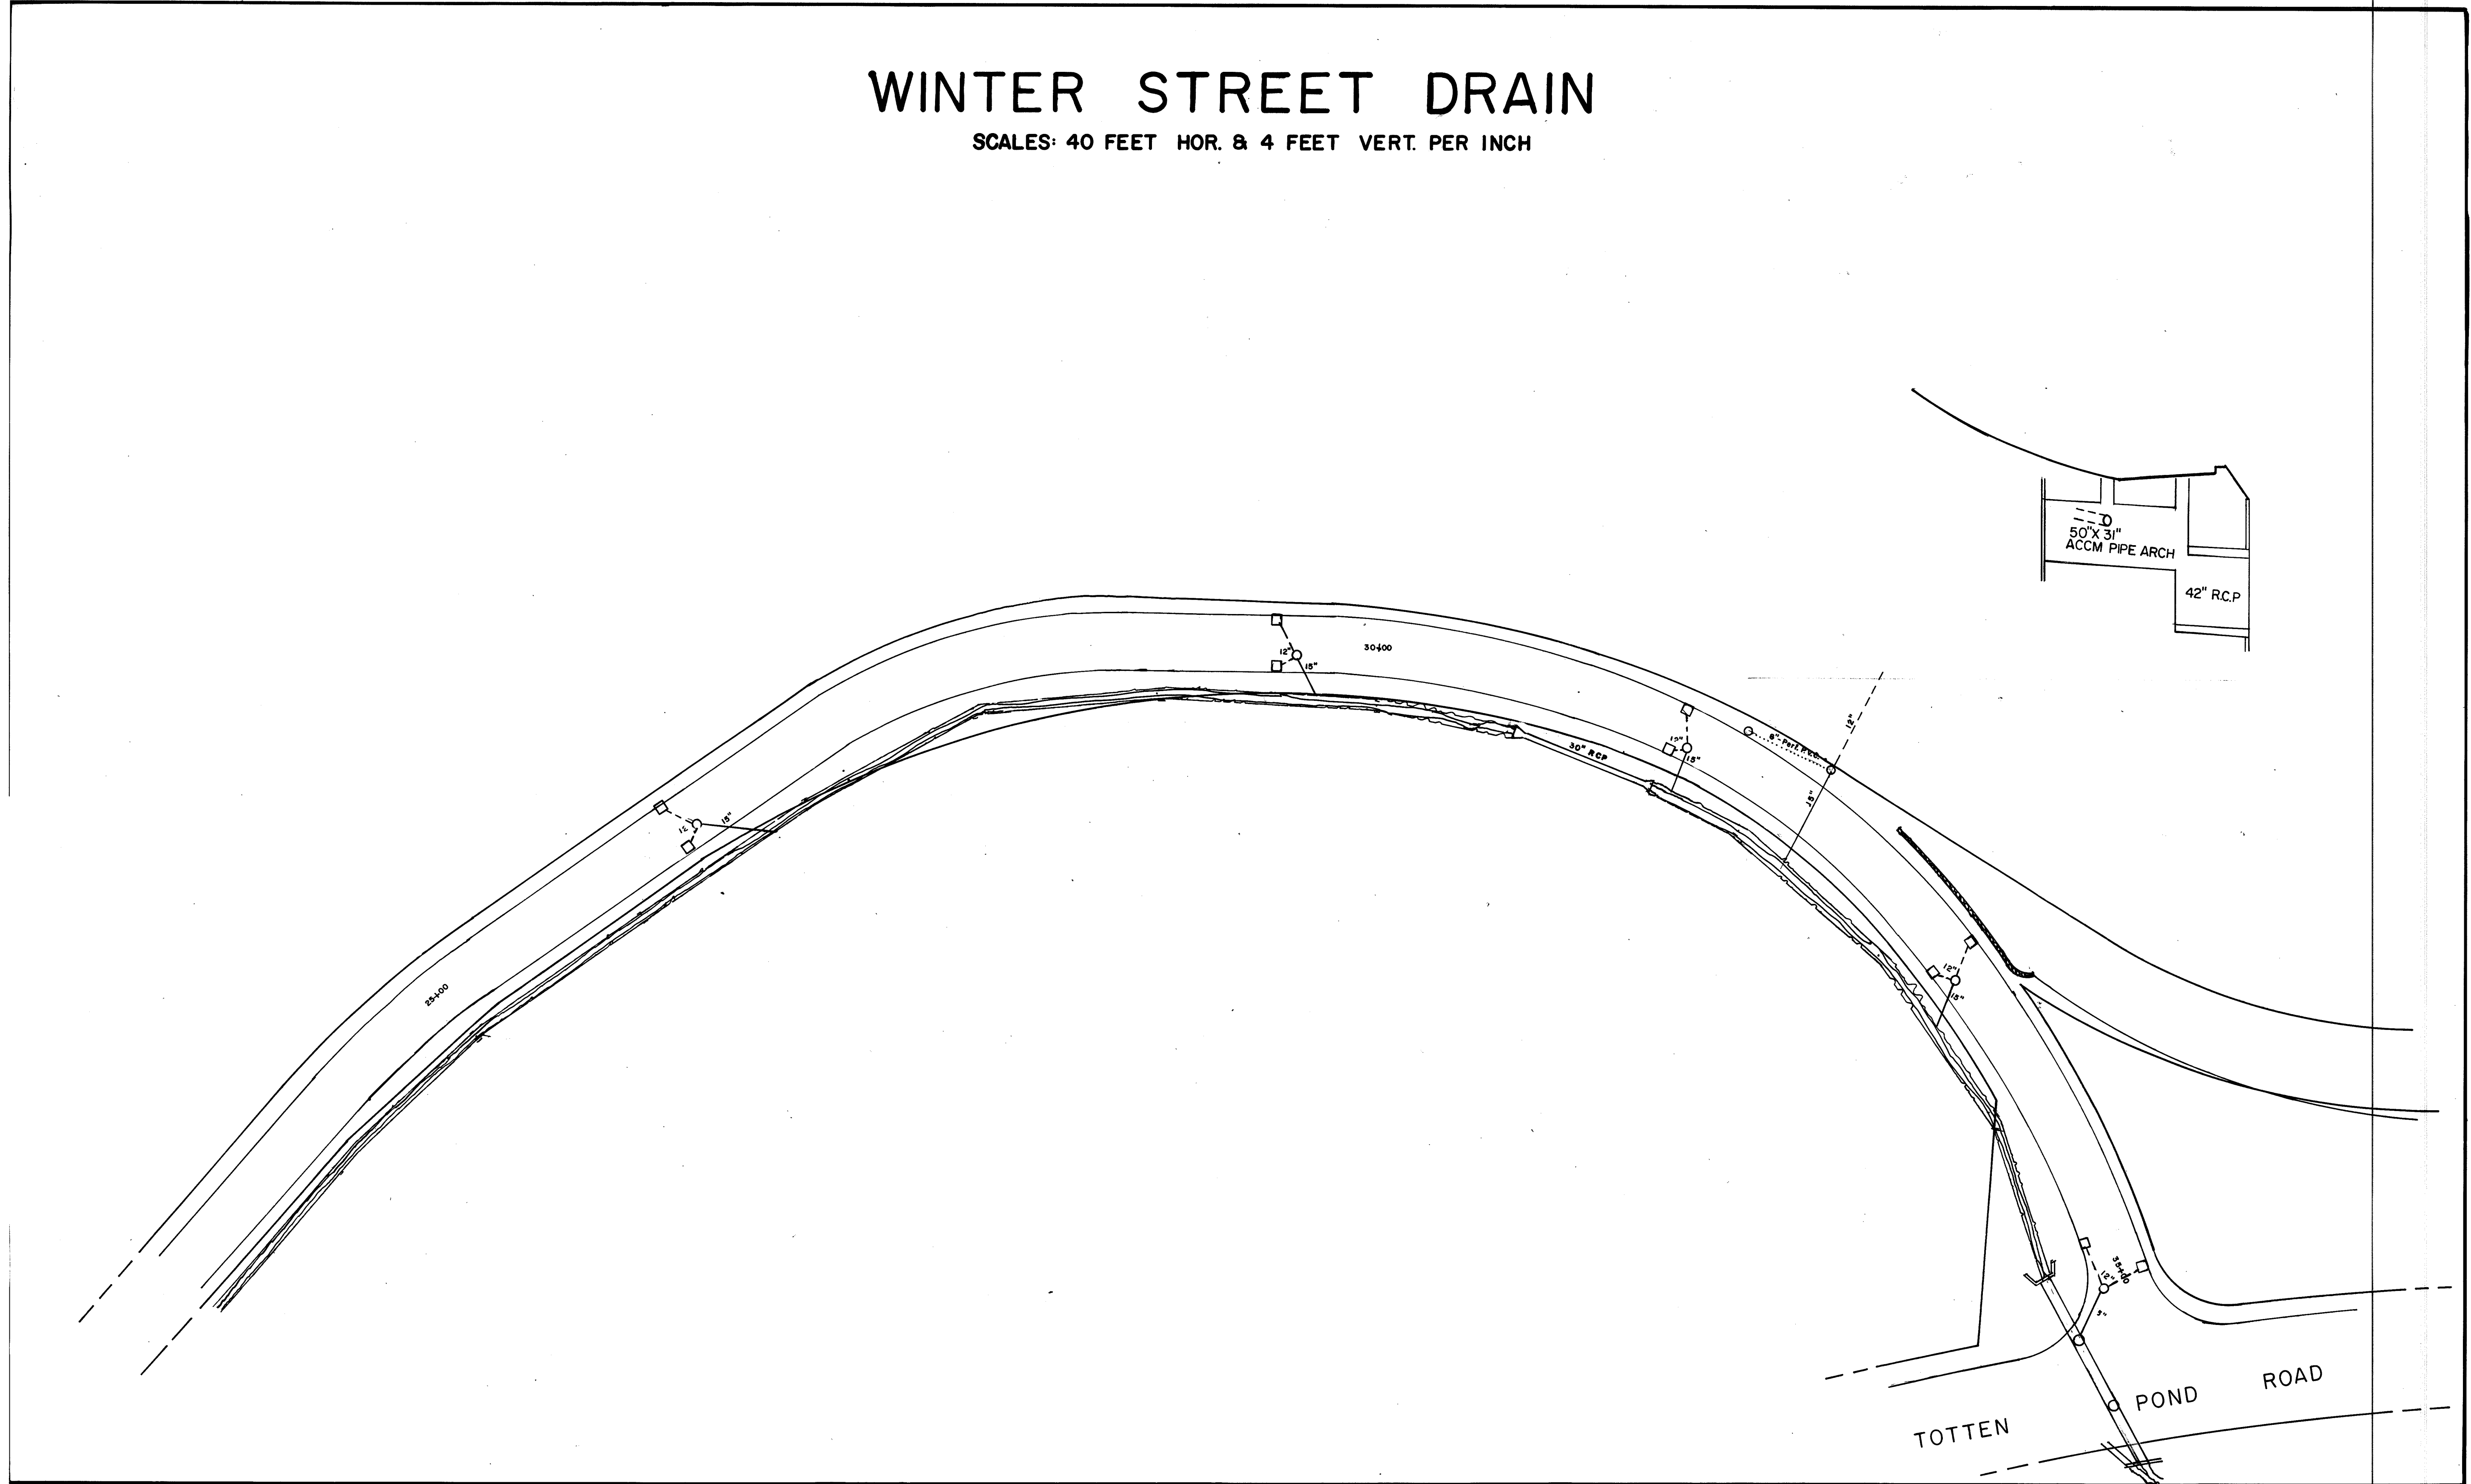 WINTER STREET DRAIN
SCALES: 40 FEET HOR. & 4 FEET VERT. PER INCH
50"X 31"
ACCM PIPE ARCH
42" R.C.P
30+00
12"
15"
12"
8"-Perf. P.V.C.
30" RCP
15"
15"
15"
12"
12"
15"
25+00
35+00
12"
POND ROAD
TOTTEN